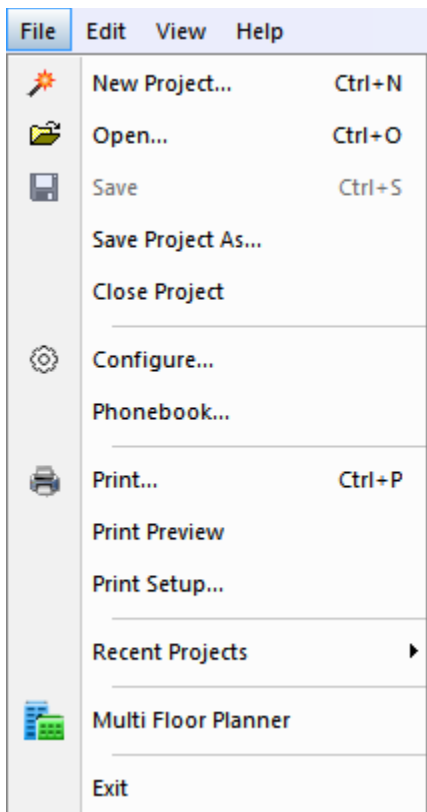 File Edit View Help
New Project... Ctrl+N
Open... Ctrl+O
Save Ctrl+S
Save Project As...
Close Project
Configure...
Phonebook...
Print... Ctrl+P
Print Preview
Print Setup...
Recent Projects
Multi Floor Planner
Exit